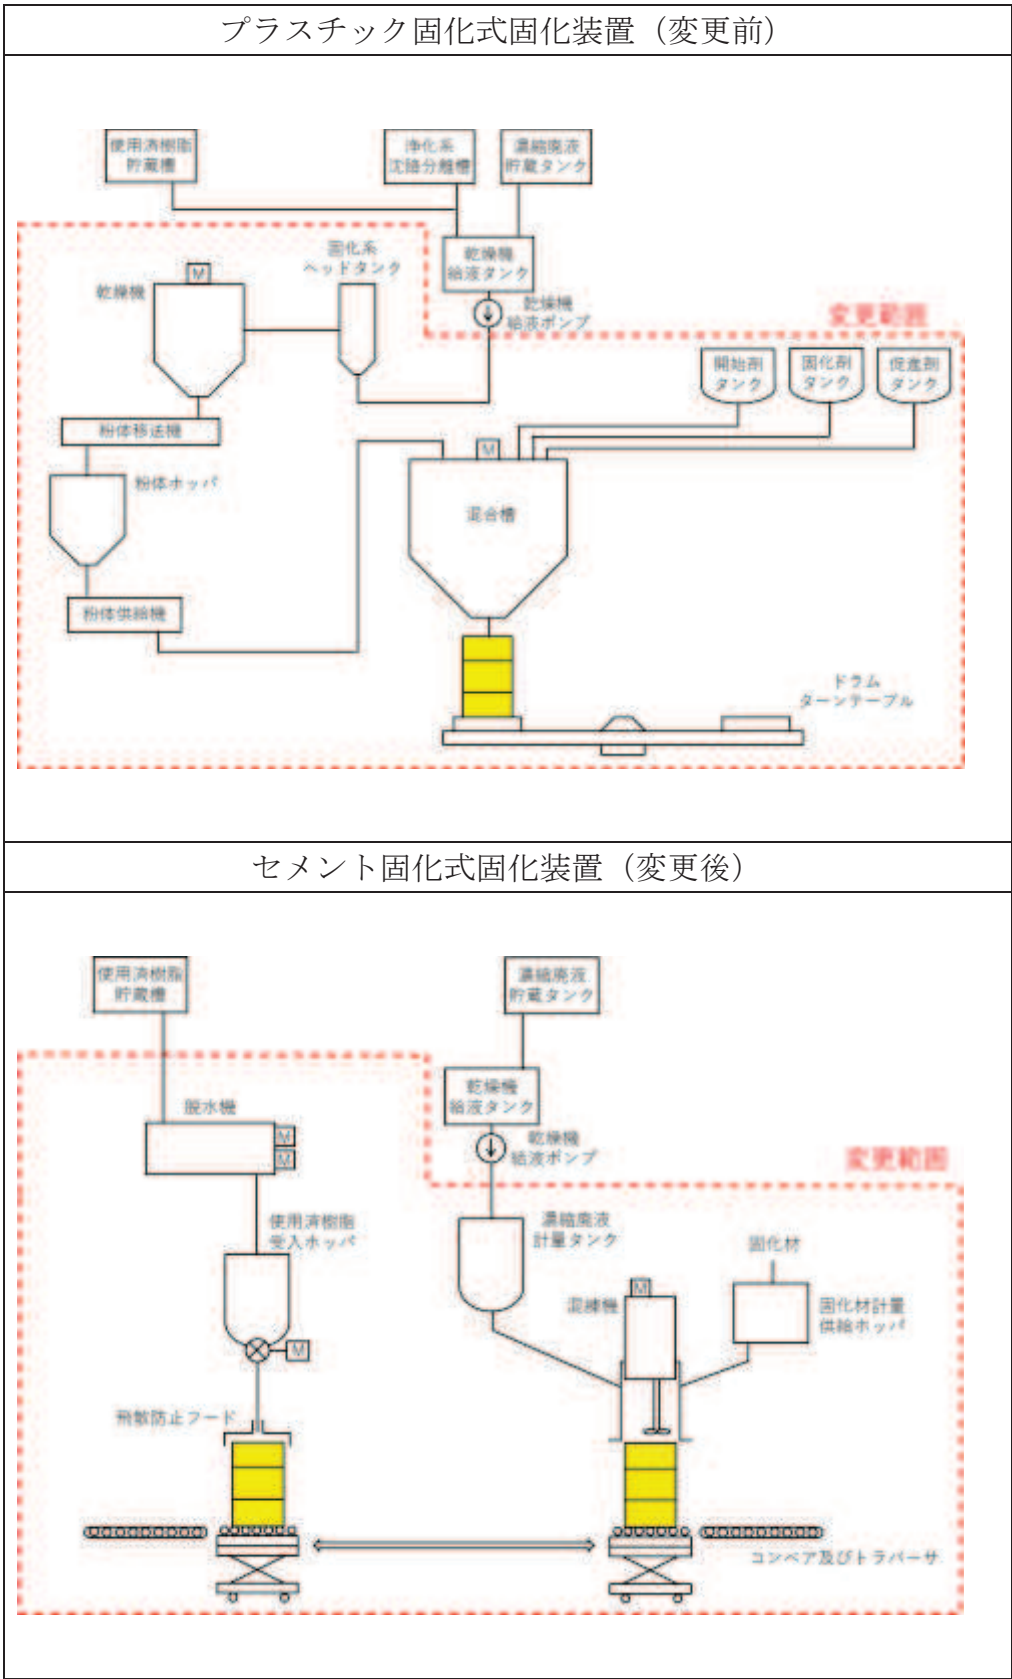 プラスチック固化式固化装置（変更前）
使用済樹脂
貯蔵槽
浄化系
沈降分離槽
濃縮廃液
貯蔵タンク
固化系
ヘッドタンク
乾燥機
給液タンク
M
乾燥機
乾燥機
給液ポンプ
変更範囲
開始剤
タンク
固化剤
タンク
促進剤
タンク
粉体移送機
M
粉体ホッパ
混合槽
粉体供給機
ドラム
ターンテーブル
セメント固化式固化装置（変更後）
使用済樹脂
貯蔵槽
濃縮廃液
貯蔵タンク
乾燥機
給液タンク
脱水機
M
M
乾燥機
給液ポンプ
変更範囲
使用済樹脂
受入ホッパ
濃縮廃液
計量タンク
固化材
M
混練機
固化材計量
供給ホッパ
M
飛散防止フード
コンベア及びトラバーサ